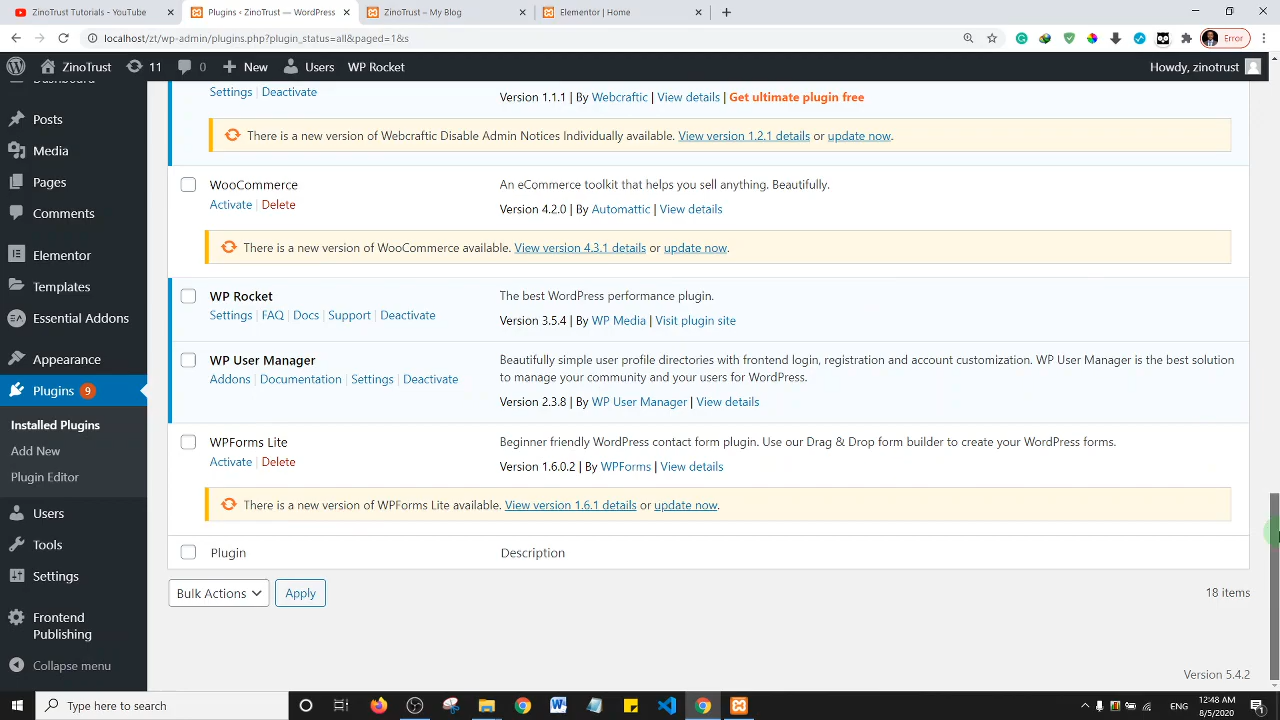 ZinoTrust Tutorials - YouTube
Plugins ‹ ZinoTrust — WordPress
ZinoTrust – My Blog
Elementor | Home
localhost/zt/wp-admin/plugins.php?plugin_status=all&paged=1&s
Error
ZinoTrust
11
0
New
Users
WP Rocket
Howdy, zinotrust
Dashboard
Posts
Media
Pages
Comments
Elementor
Templates
Essential Addons
Appearance
Plugins 9
Installed Plugins
Add New
Plugin Editor
Users
Tools
Settings
Frontend
Publishing
Collapse menu
Settings | Deactivate
Version 1.1.1 | By Webcraftic | View details | Get ultimate plugin free
There is a new version of Webcraftic Disable Admin Notices Individually available. View version 1.2.1 details or update now.
WooCommerce
Activate | Delete
An eCommerce toolkit that helps you sell anything. Beautifully.
Version 4.2.0 | By Automattic | View details
There is a new version of WooCommerce available. View version 4.3.1 details or update now.
WP Rocket
Settings | FAQ | Docs | Support | Deactivate
The best WordPress performance plugin.
Version 3.5.4 | By WP Media | Visit plugin site
WP User Manager
Addons | Documentation | Settings | Deactivate
Beautifully simple user profile directories with frontend login, registration and account customization. WP User Manager is the best solution
to manage your community and your users for WordPress.
Version 2.3.8 | By WP User Manager | View details
WPForms Lite
Activate | Delete
Beginner friendly WordPress contact form plugin. Use our Drag & Drop form builder to create your WordPress forms.
Version 1.6.0.2 | By WPForms | View details
There is a new version of WPForms Lite available. View version 1.6.1 details or update now.
Plugin
Description
Bulk Actions
Apply
18 items
Version 5.4.2
Type here to search
ENG
12:48 AM
8/5/2020